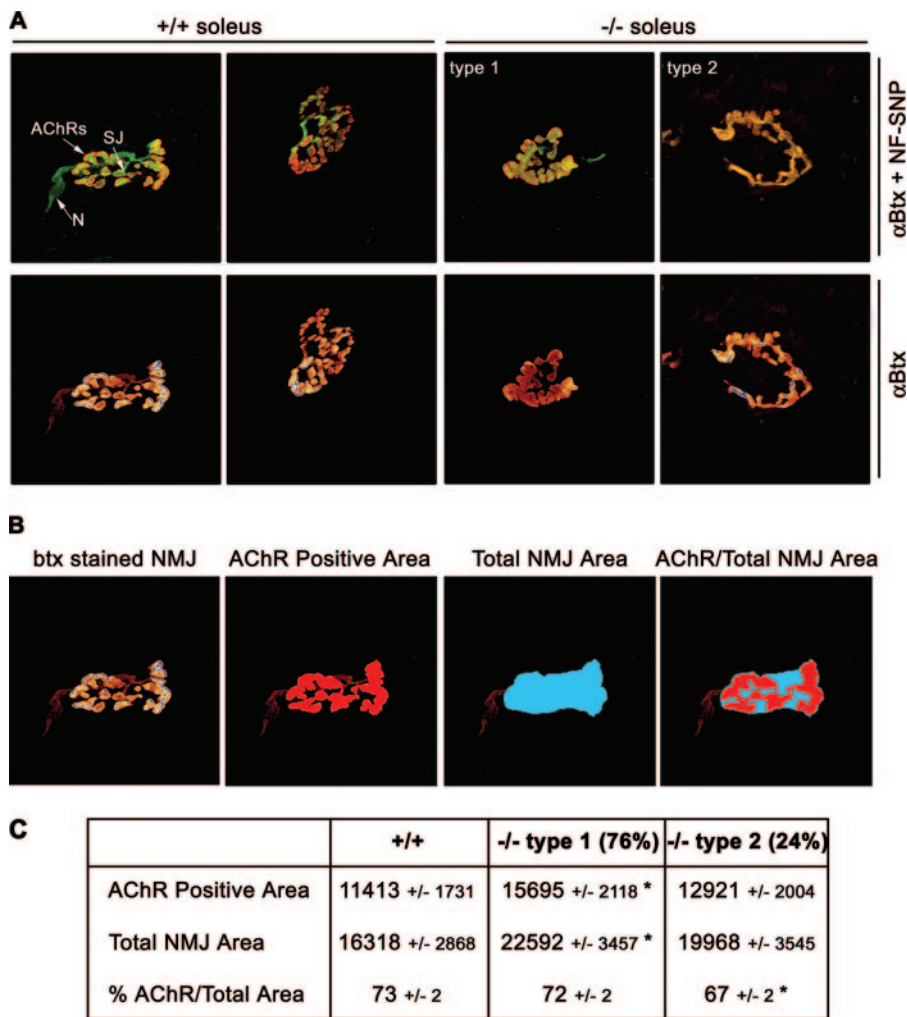 A
+/+ soleus
-/- soleus
type 1
type 2
AChRs
SJ
N
αBtx + NF-SNP
αBtx
B
btx stained NMJ
AChR Positive Area
Total NMJ Area
AChR/Total NMJ Area
C
+/+ -/- type 1 (76%) -/- type 2 (24%)
AChR Positive Area 11413 +/- 1731 15695 +/- 2118 * 12921 +/- 2004
Total NMJ Area 16318 +/- 2868 22592 +/- 3457 * 19968 +/- 3545
% AChR/Total Area 73 +/- 2 72 +/- 2 67 +/- 2 *